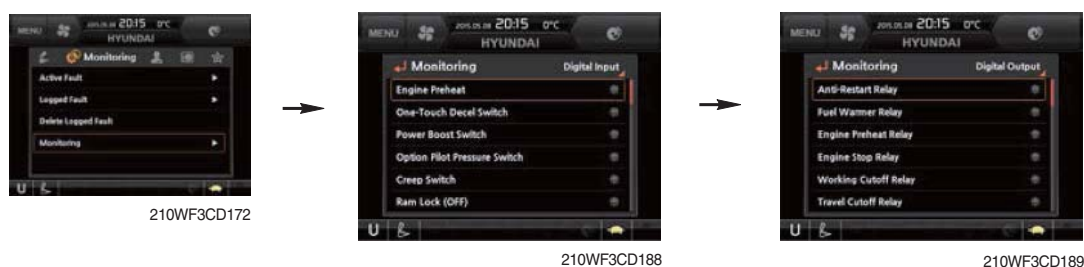 MENU
2015.05.08 20:15 0°C
HYUNDAI
Monitoring
Active Fault
Logged Fault
Delete Logged Fault
Monitoring
U
210WF3CD172
MENU
2015.05.08 20:15 0°C
HYUNDAI
Monitoring Digital Input
Engine Preheat
One-Touch Decel Switch
Power Boost Switch
Option Pilot Pressure Switch
Creep Switch
Ram Lock (OFF)
U
210WF3CD188
MENU
2015.05.08 20:15 0°C
HYUNDAI
Monitoring Digital Output
Anti-Restart Relay
Fuel Warmer Relay
Engine Preheat Relay
Engine Stop Relay
Working Cutoff Relay
Travel Cutoff Relay
U
210WF3CD189